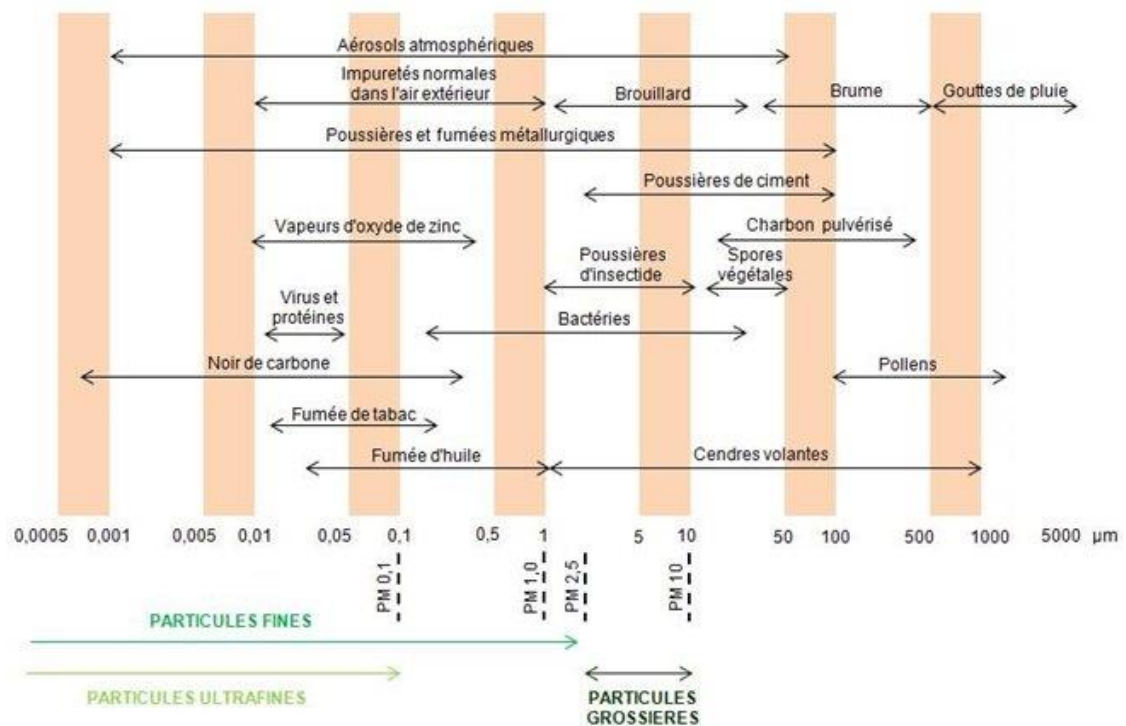 Aérosols atmosphériques
Impuretés normales
dans l'air extérieur
Brouillard
Brume
Gouttes de pluie
Poussières et fumées métallurgiques
Poussières de ciment
Vapeurs d'oxyde de zinc
Charbon pulvérisé
Poussières
d'insectide
Spores
végétales
Virus et
protéines
Bactéries
Noir de carbone
Pollens
Fumée de tabac
Fumée d'huile
Cendres volantes
0,0005 0,001 0,005 0,01 0,05 0,1 0,5 1 5 10 50 100 500 1000 5000 µm
PM 0,1
PM 1,0
PM 2,5
PM 10
PARTICULES FINES
PARTICULES ULTRAFINES
PARTICULES
GROSSIERES